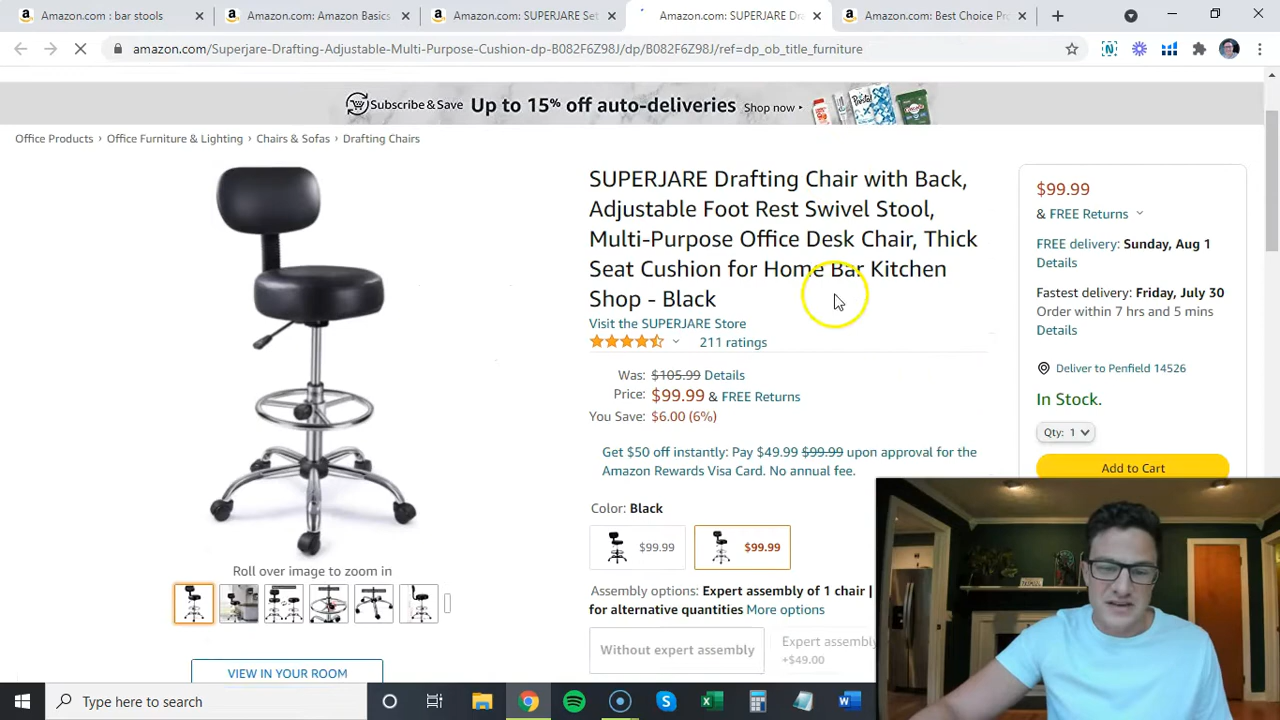 Amazon.com : bar stools
Amazon.com: Amazon Basics
Amazon.com: SUPERJARE Set
Amazon.com: SUPERJARE Dra
Amazon.com: Best Choice Pro
amazon.com/Superjare-Drafting-Adjustable-Multi-Purpose-Cushion-dp-B082F6Z98J/dp/B082F6Z98J/ref=dp_ob_title_furniture
Subscribe & Save Up to 15% off auto-deliveries Shop now
Office Products › Office Furniture & Lighting › Chairs & Sofas › Drafting Chairs
SUPERJARE Drafting Chair with Back,
Adjustable Foot Rest Swivel Stool,
Multi-Purpose Office Desk Chair, Thick
Seat Cushion for Home Bar Kitchen
Shop - Black
Visit the SUPERJARE Store
211 ratings
Was: $105.99 Details
Price: $99.99 & FREE Returns
You Save: $6.00 (6%)
Get $50 off instantly: Pay $49.99 $99.99 upon approval for the
Amazon Rewards Visa Card. No annual fee.
Color: Black
$99.99
$99.99
Assembly options: Expert assembly of 1 chair |
for alternative quantities More options
Without expert assembly
Expert assembly
+$49.00
$99.99
& FREE Returns
FREE delivery: Sunday, Aug 1
Details
Fastest delivery: Friday, July 30
Order within 7 hrs and 5 mins
Details
Deliver to Penfield 14526
In Stock.
Qty: 1
Add to Cart
Roll over image to zoom in
VIEW IN YOUR ROOM
Type here to search